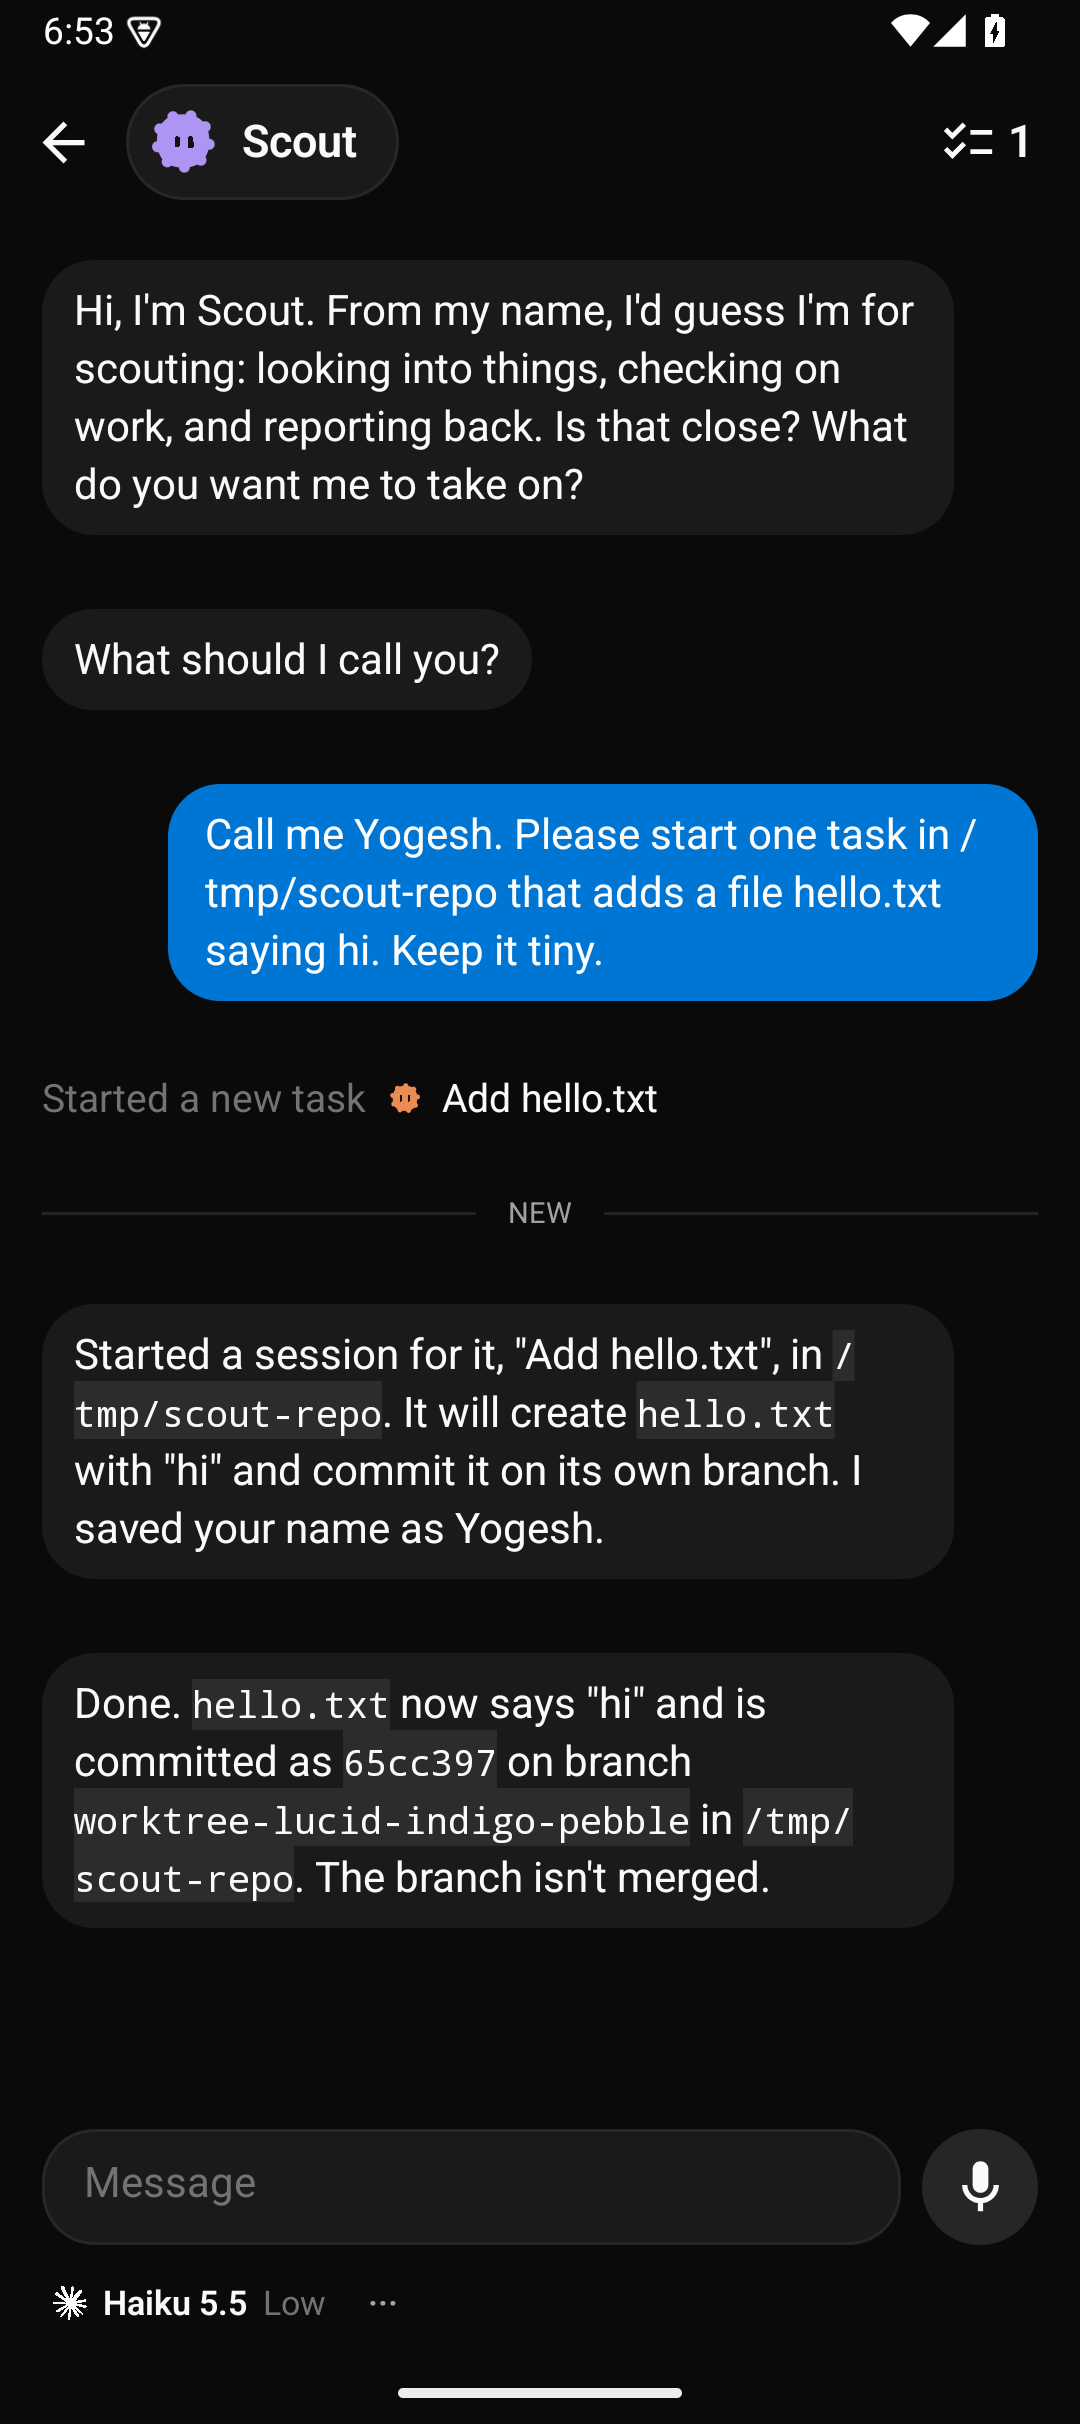 6:53
Scout
1
Hi, I'm Scout. From my name, I'd guess I'm for
scouting: looking into things, checking on
work, and reporting back. Is that close? What
do you want me to take on?
What should I call you?
Call me Yogesh. Please start one task in /
tmp/scout-repo that adds a file hello.txt
saying hi. Keep it tiny.
Started a new task Add hello.txt
NEW
Started a session for it, "Add hello.txt", in /
tmp/scout-repo. It will create hello.txt
with "hi" and commit it on its own branch. I
saved your name as Yogesh.
Done. hello.txt now says "hi" and is
committed as 65cc397 on branch
worktree-lucid-indigo-pebble in /tmp/
scout-repo. The branch isn't merged.
Message
Haiku 5.5 Low ...